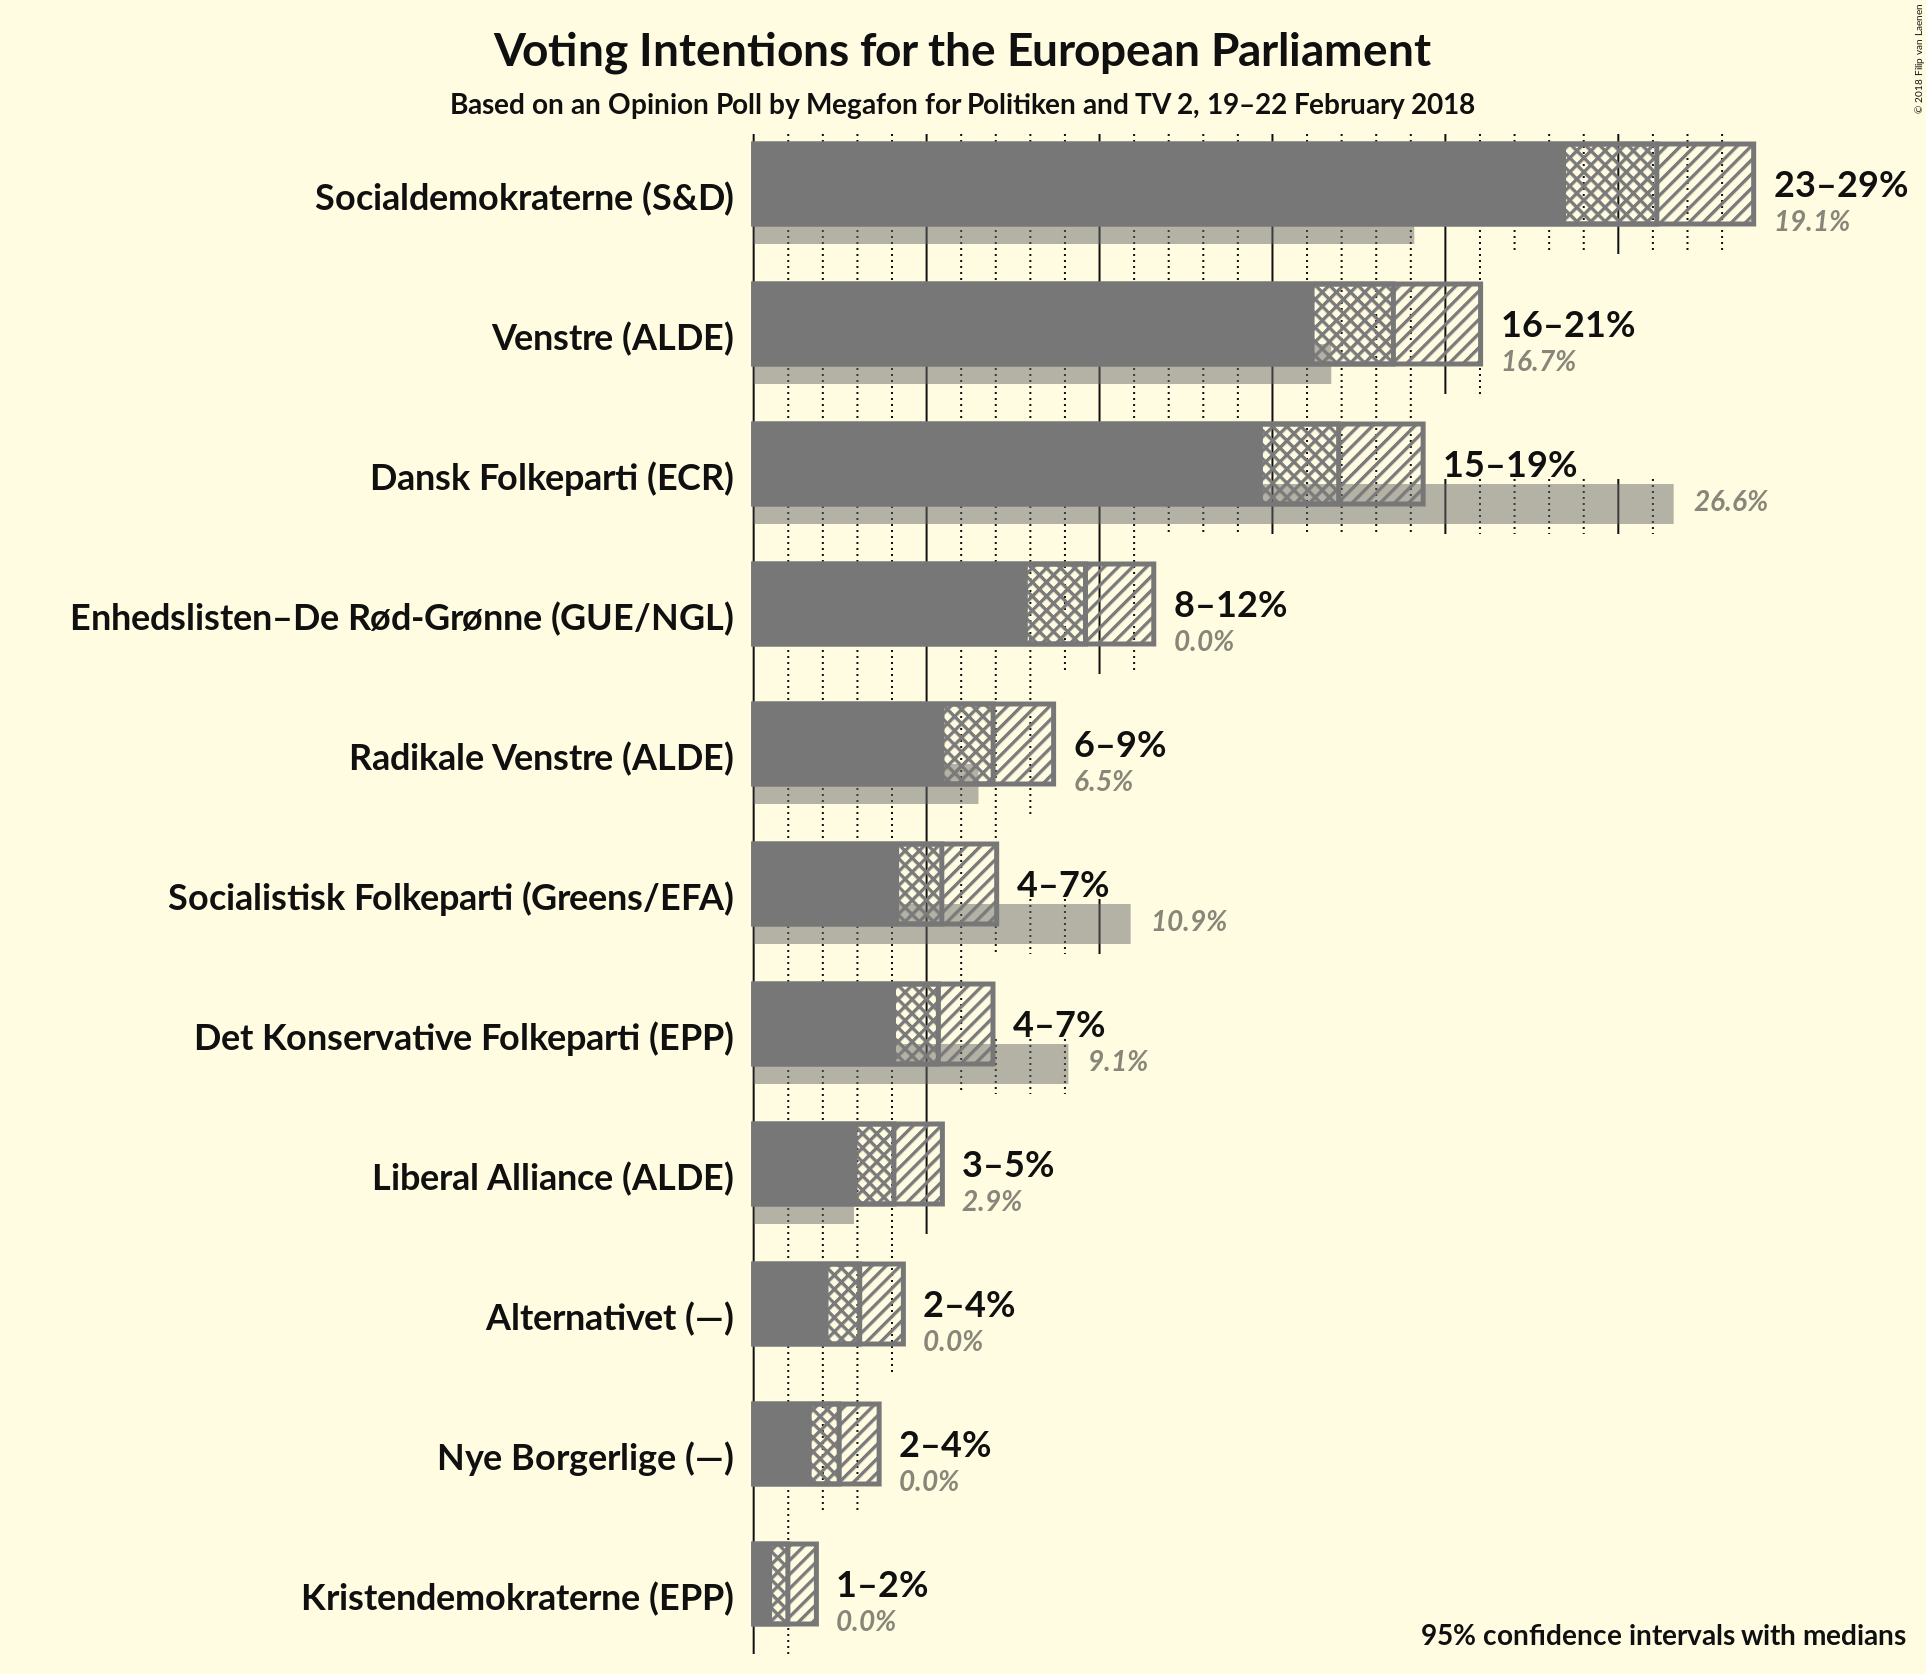 © 2018 Filip van Laenen
Voting Intentions for the European Parliament
Based on an Opinion Poll by Megafon for Politiken and TV 2, 19–22 February 2018
Socialdemokraterne (S&D)
23–29%
19.1%
Venstre (ALDE)
16–21%
16.7%
Dansk Folkeparti (ECR)
15–19%
26.6%
Enhedslisten–De Rød-Grønne (GUE/NGL)
8–12%
0.0%
Radikale Venstre (ALDE)
6–9%
6.5%
Socialistisk Folkeparti (Greens/EFA)
4–7%
10.9%
Det Konservative Folkeparti (EPP)
4–7%
9.1%
Liberal Alliance (ALDE)
3–5%
2.9%
Alternativet (—)
2–4%
0.0%
Nye Borgerlige (—)
2–4%
0.0%
Kristendemokraterne (EPP)
1–2%
0.0%
95% confidence intervals with medians